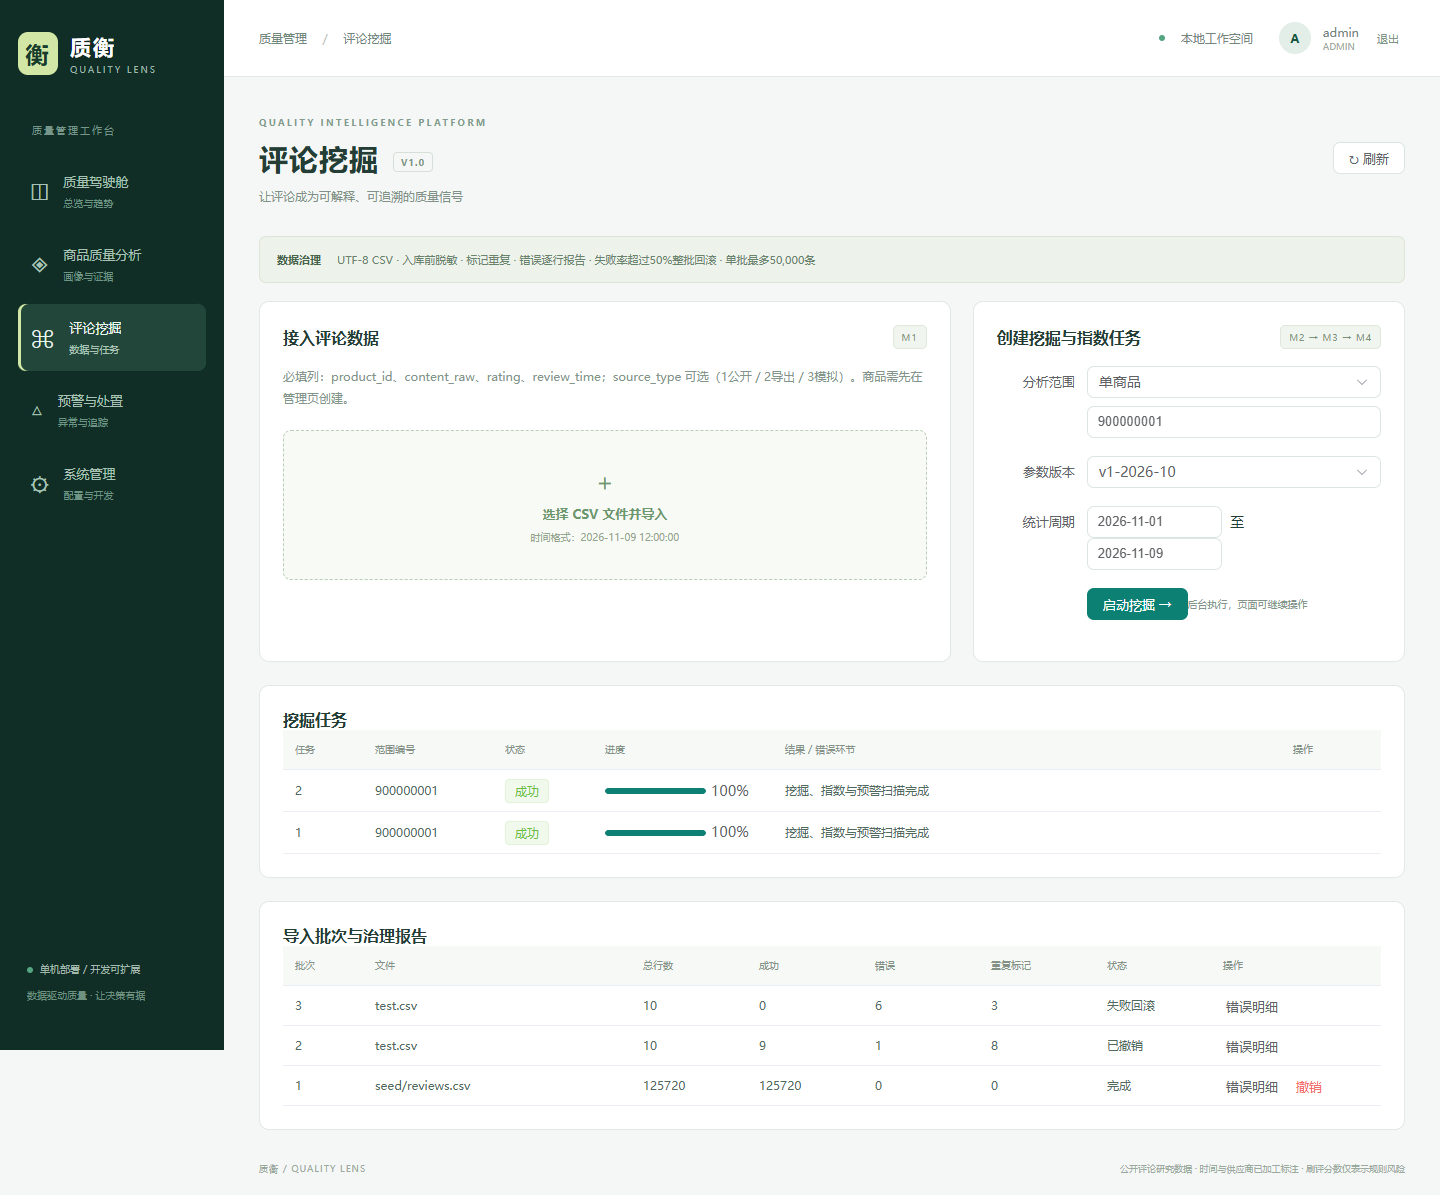 衡 质衡
QUALITY LENS
质量管理工作台
质量驾驶舱
总览与趋势
商品质量分析
画像与证据
评论挖掘
数据与任务
预警与处置
异常与追踪
系统管理
配置与开发
单机部署 / 开发可扩展
数据驱动质量 · 让决策有据
质量管理 / 评论挖掘
本地工作空间
A
admin
ADMIN
退出
QUALITY INTELLIGENCE PLATFORM
评论挖掘 V1.0
让评论成为可解释、可追溯的质量信号
↻ 刷新
数据治理 UTF-8 CSV · 入库前脱敏 · 标记重复 · 错误逐行报告 · 失败率超过50%整批回滚 · 单批最多50,000条
接入评论数据 M1
必填列：product_id、content_raw、rating、review_time；source_type 可选（1公开 / 2导出 / 3模拟）。商品需先在
管理页创建。
+
选择 CSV 文件并导入
时间格式：2026-11-09 12:00:00
创建挖掘与指数任务 M2 → M3 → M4
分析范围 单商品
900000001
参数版本 v1-2026-10
统计周期 2026-11-01 至
2026-11-09
启动挖掘 → 后台执行，页面可继续操作
挖掘任务
任务 范围编号 状态 进度 结果 / 错误环节 操作
2 900000001 成功 100% 挖掘、指数与预警扫描完成
1 900000001 成功 100% 挖掘、指数与预警扫描完成
导入批次与治理报告
批次 文件 总行数 成功 错误 重复标记 状态 操作
3 test.csv 10 0 6 3 失败回滚 错误明细
2 test.csv 10 9 1 8 已撤销 错误明细
1 seed/reviews.csv 125720 125720 0 0 完成 错误明细 撤销
质衡 / QUALITY LENS
公开评论研究数据 · 时间与供应商已加工标注 · 刷评分数仅表示规则风险